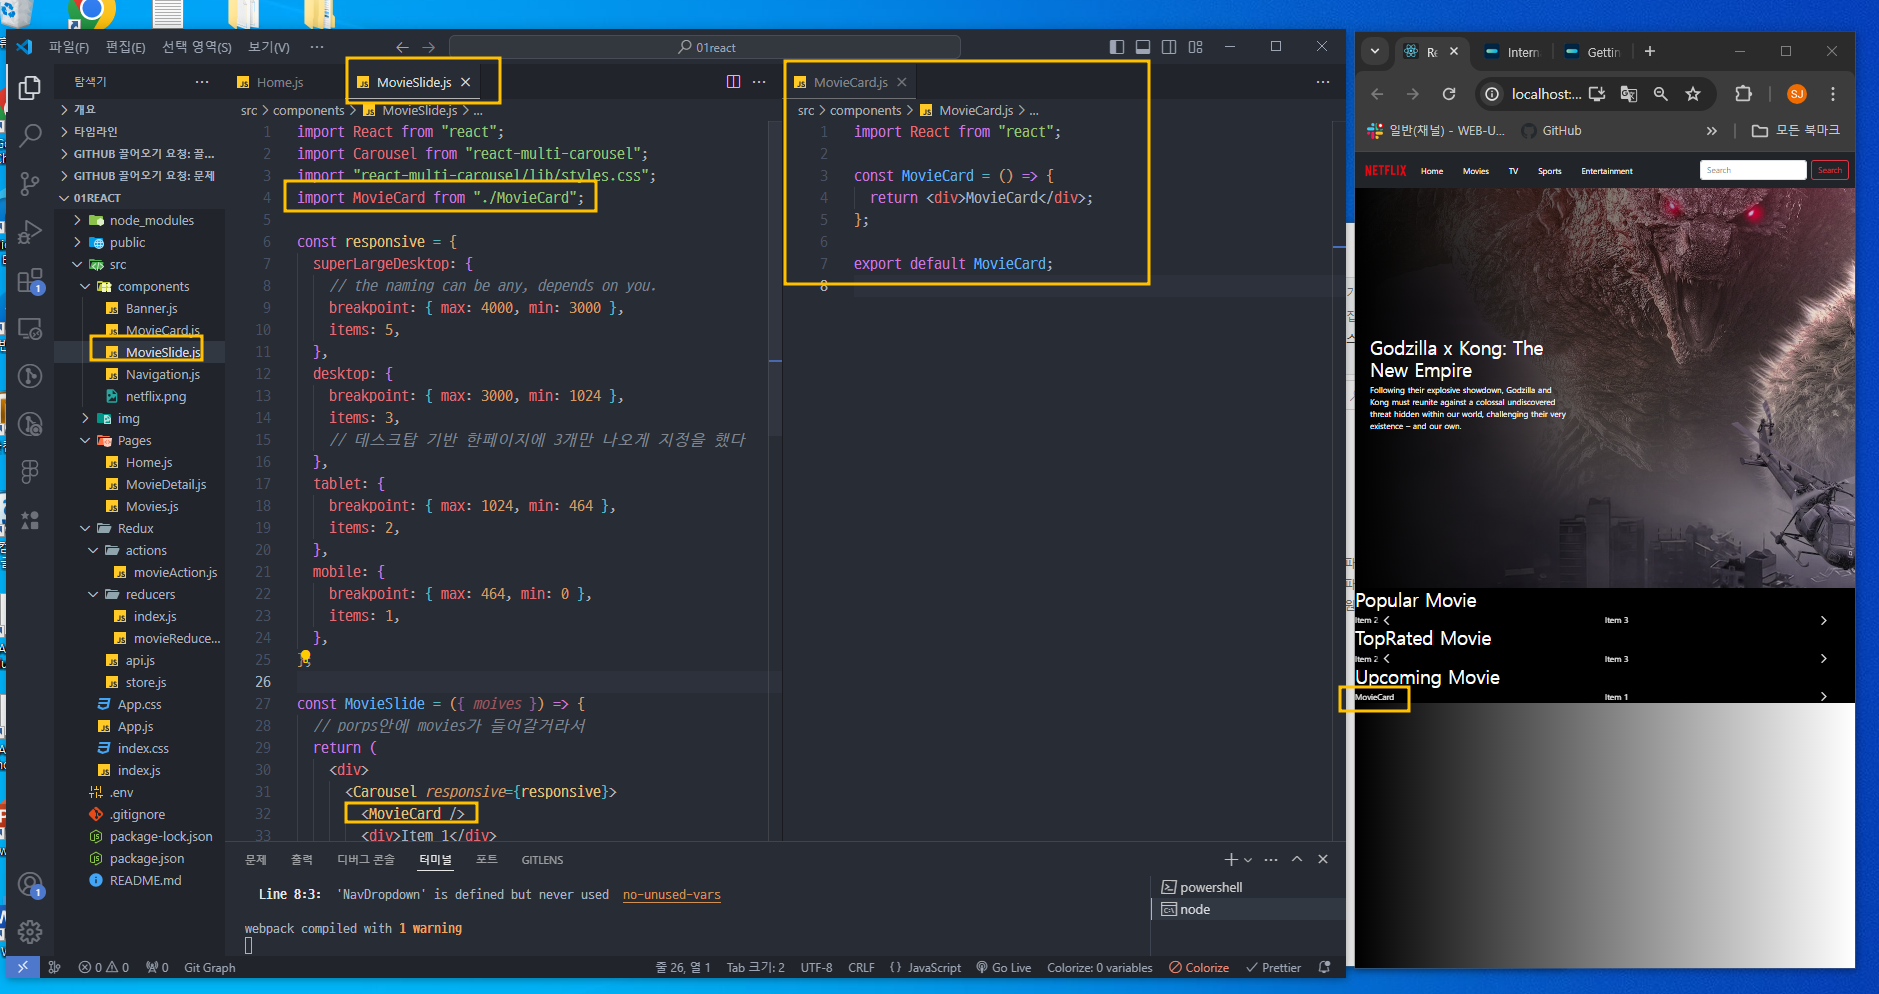 파일(F) 편집(E) 선택 영역(S) 보기(V) ··· 01react
탐색기 ···
개요
타임라인
GITHUB 끌어오기 요청: 끌...
GITHUB 끌어오기 요청: 문제
01REACT
node_modules
public
src
components
Banner.js
MovieCard.js
MovieSlide.js
Navigation.js
netflix.png
img
Pages
Home.js
MovieDetail.js
Movies.js
Redux
actions
movieAction.js
reducers
index.js
movieReduce...
api.js
store.js
App.css
App.js
index.css
index.js
.env
.gitignore
package-lock.json
package.json
README.md
Home.js MovieSlide.js
src > components > MovieSlide.js > ...
1 import React from "react";
2 import Carousel from "react-multi-carousel";
3 import "react-multi-carousel/lib/styles.css";
4 import MovieCard from "./MovieCard";
5
6 const responsive = {
7 superLargeDesktop: {
8 // the naming can be any, depends on you.
9 breakpoint: { max: 4000, min: 3000 },
10 items: 5,
11 },
12 desktop: {
13 breakpoint: { max: 3000, min: 1024 },
14 items: 3,
15 // 데스크탑 기반 한페이지에 3개만 나오게 지정을 했다
16 },
17 tablet: {
18 breakpoint: { max: 1024, min: 464 },
19 items: 2,
20 },
21 mobile: {
22 breakpoint: { max: 464, min: 0 },
23 items: 1,
24 },
25 };
26
27 const MovieSlide = ({ moives }) => {
28 // porps안에 movies가 들어갈거라서
29 return (
30 <div>
31 <Carousel responsive={responsive}>
32 <MovieCard />
33 <div>Item 1</div>
MovieCard.js
src > components > MovieCard.js > ...
1 import React from "react";
2
3 const MovieCard = () => {
4 return <div>MovieCard</div>;
5 };
6
7 export default MovieCard;
8
문제 출력 디버그 콘솔 터미널 포트 GITLENS
Line 8:3: 'NavDropdown' is defined but never used no-unused-vars
webpack compiled with 1 warning
powershell
node
0 0 0 Git Graph 줄 26, 열 1 Tab 크기: 2 UTF-8 CRLF {} JavaScript Go Live Colorize: 0 variables Colorize Prettier
Re Intern Gettin
localhost:... SJ
일반(채널) - WEB-U... GitHub » 모든 북마크
NETFLIX Home Movies TV Sports Entertainment Search Search
Godzilla x Kong: The
New Empire
Following their explosive showdown, Godzilla and
Kong must reunite against a colossal undiscovered
threat hidden within our world, challenging their very
existence – and our own.
Popular Movie
Item 2 Item 3
TopRated Movie
Item 2 Item 3
Upcoming Movie
MovieCard Item 1